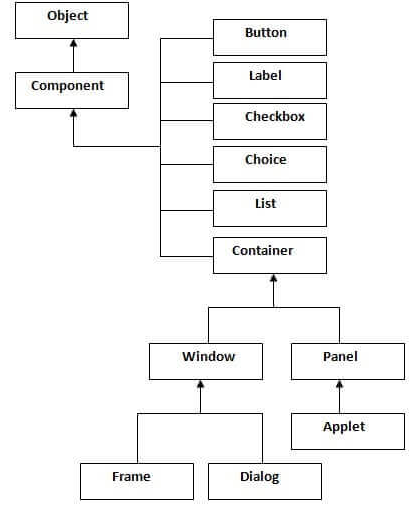 Object
Button
Component
Label
Checkbox
Choice
List
Container
Window
Panel
Applet
Frame
Dialog